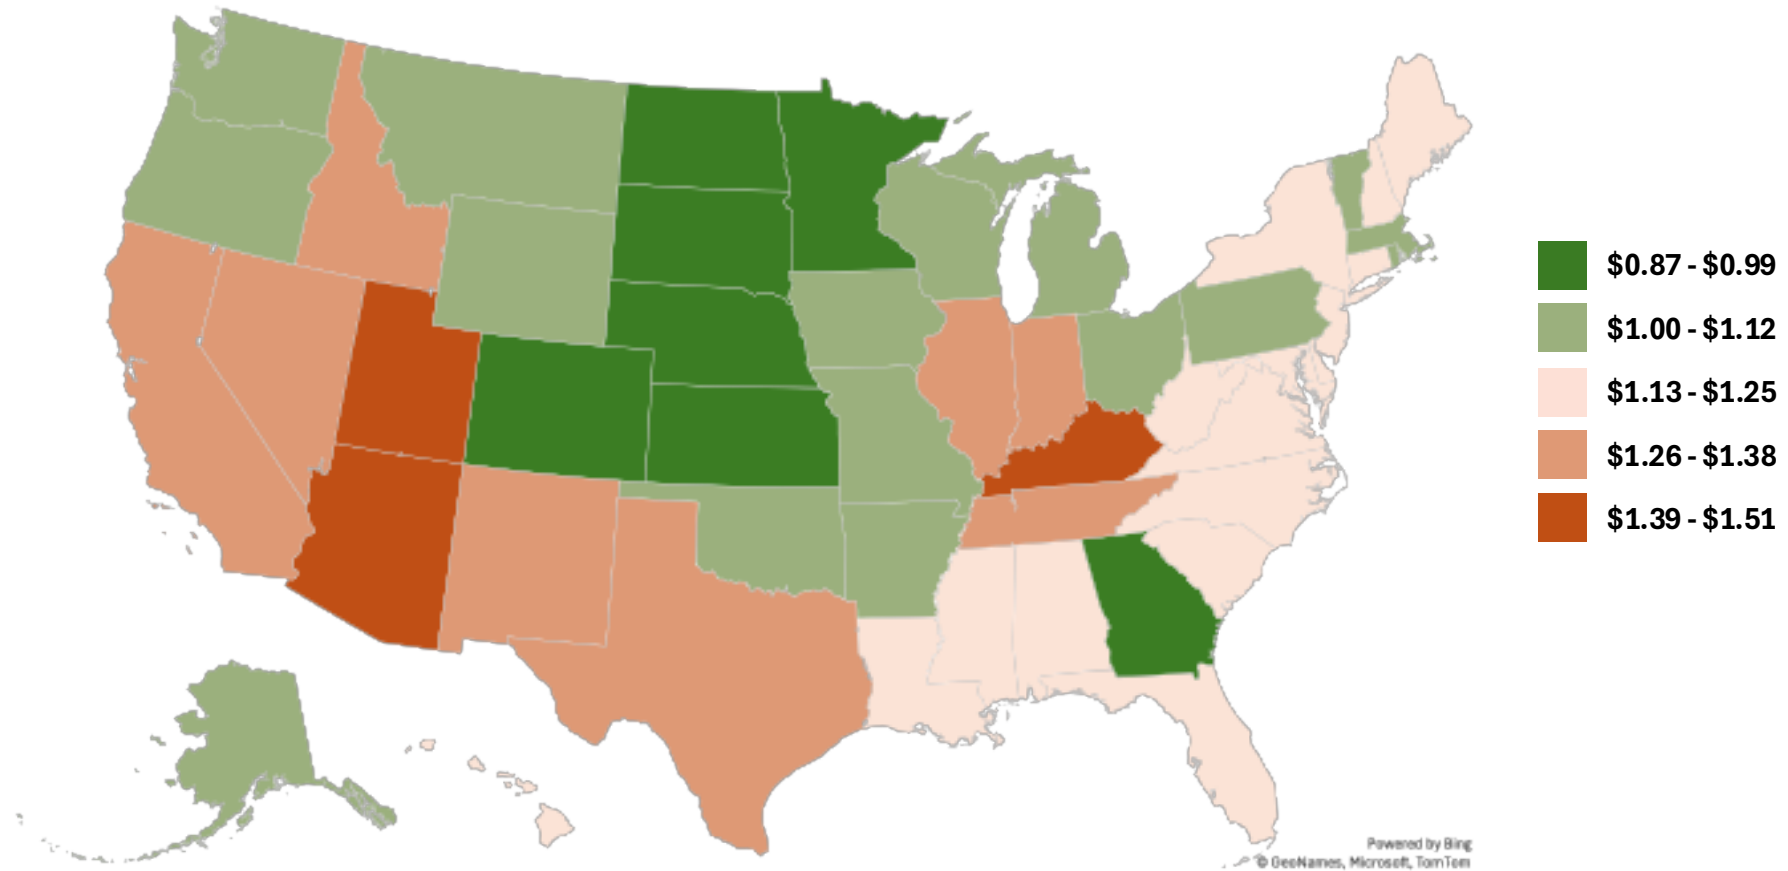 $0.87 - $0.99
$1.00 - $1.12
$1.13 - $1.25
$1.26 - $1.38
$1.39 - $1.51
Powered by Bing
© GeoNames, Microsoft, TomTom